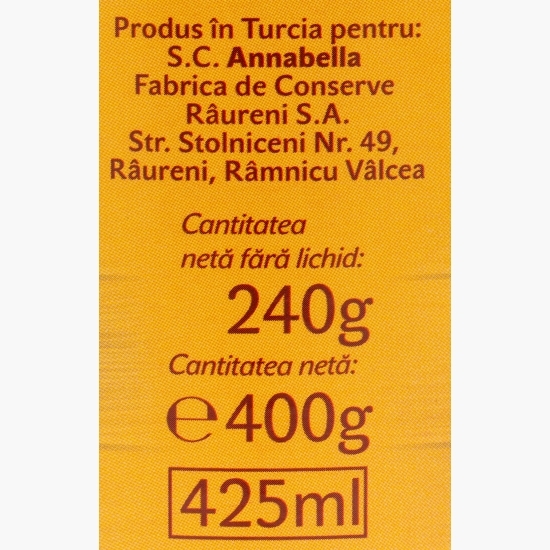 Produs în Turcia pentru:
S.C. Annabella
Fabrica de Conserve
Râureni S.A.
Str. Stolniceni Nr. 49,
Râureni, Râmnicu Vâlcea
Cantitatea
netă fără lichid:
240g
Cantitatea netă:
℮400g
425ml